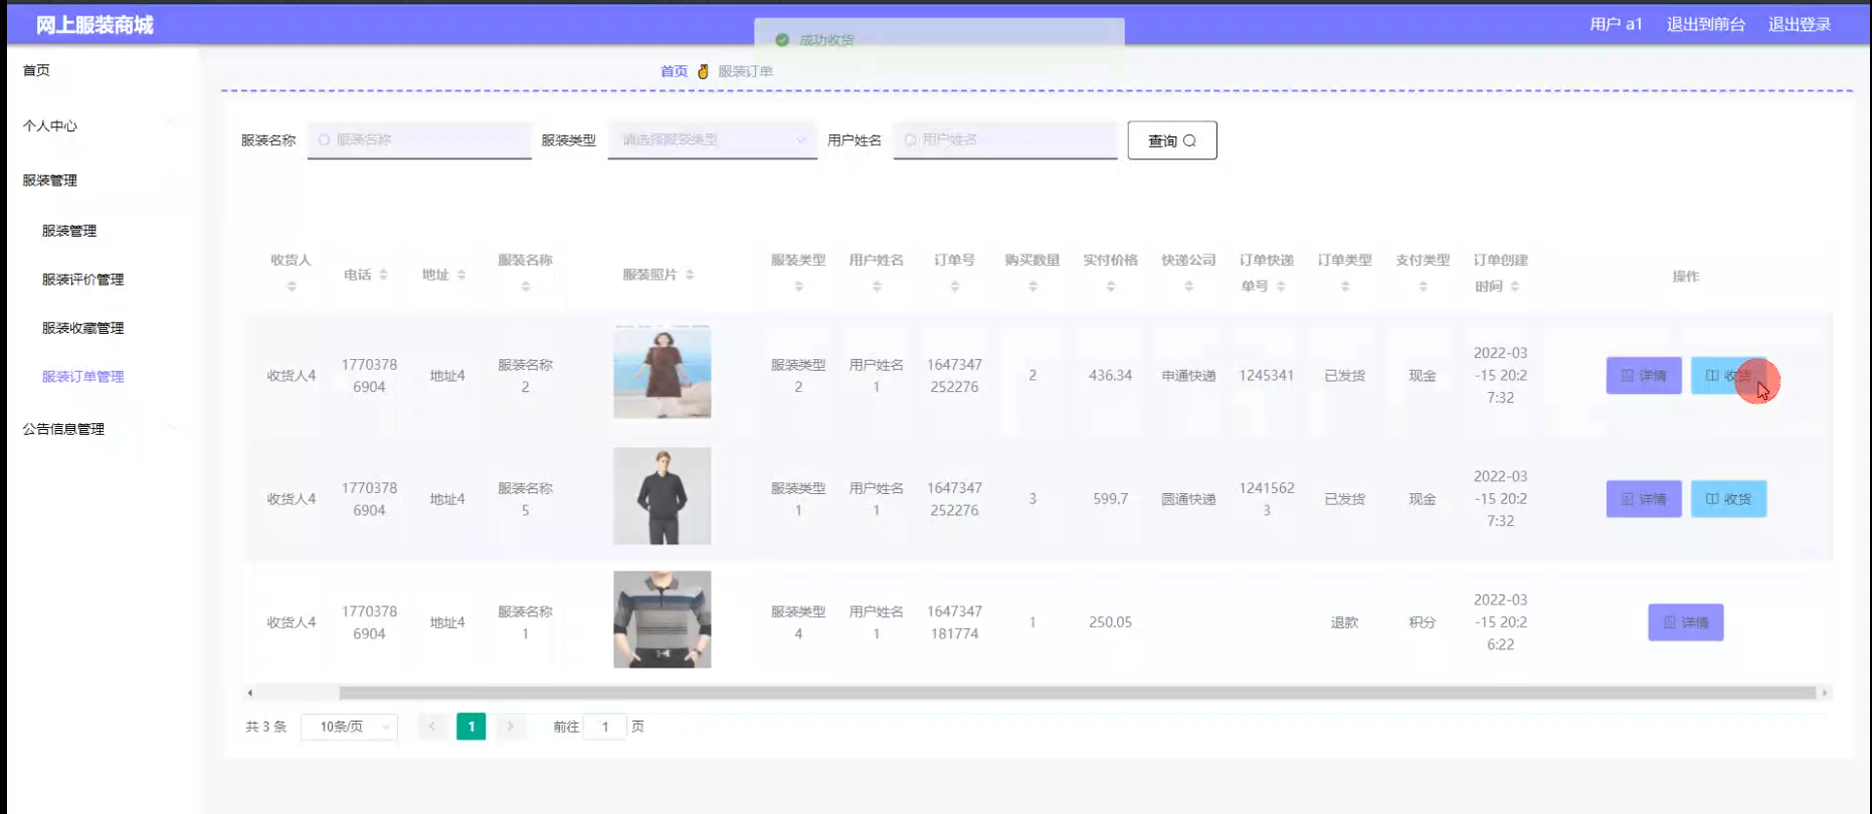 网上服装商城
用户 a1 退出到前台 退出登录
成功收货
首页 服装订单
首页
个人中心
服装管理
服装管理
服装评价管理
服装收藏管理
服装订单管理
公告信息管理
服装名称 服装名称 服装类型 请选择服装类型 用户姓名 用户姓名 查询
收货人 电话 地址 服装名称 服装照片 服装类型 用户姓名 订单号 购买数量 实付价格 快递公司 订单快递单号 订单类型 支付类型 订单创建时间 操作
收货人4 17703786904 地址4 服装名称2 服装类型2 用户姓名1 1647347252276 2 436.34 申通快递 1245341 已发货 现金 2022-03-15 20:27:32 详情 收货
收货人4 17703786904 地址4 服装名称5 服装类型1 用户姓名1 1647347252276 3 599.7 圆通快递 12415623 已发货 现金 2022-03-15 20:27:32 详情 收货
收货人4 17703786904 地址4 服装名称1 服装类型4 用户姓名1 1647347181774 1 250.05 退款 积分 2022-03-15 20:26:22 详情
共 3 条 10条/页 1 前往 1 页